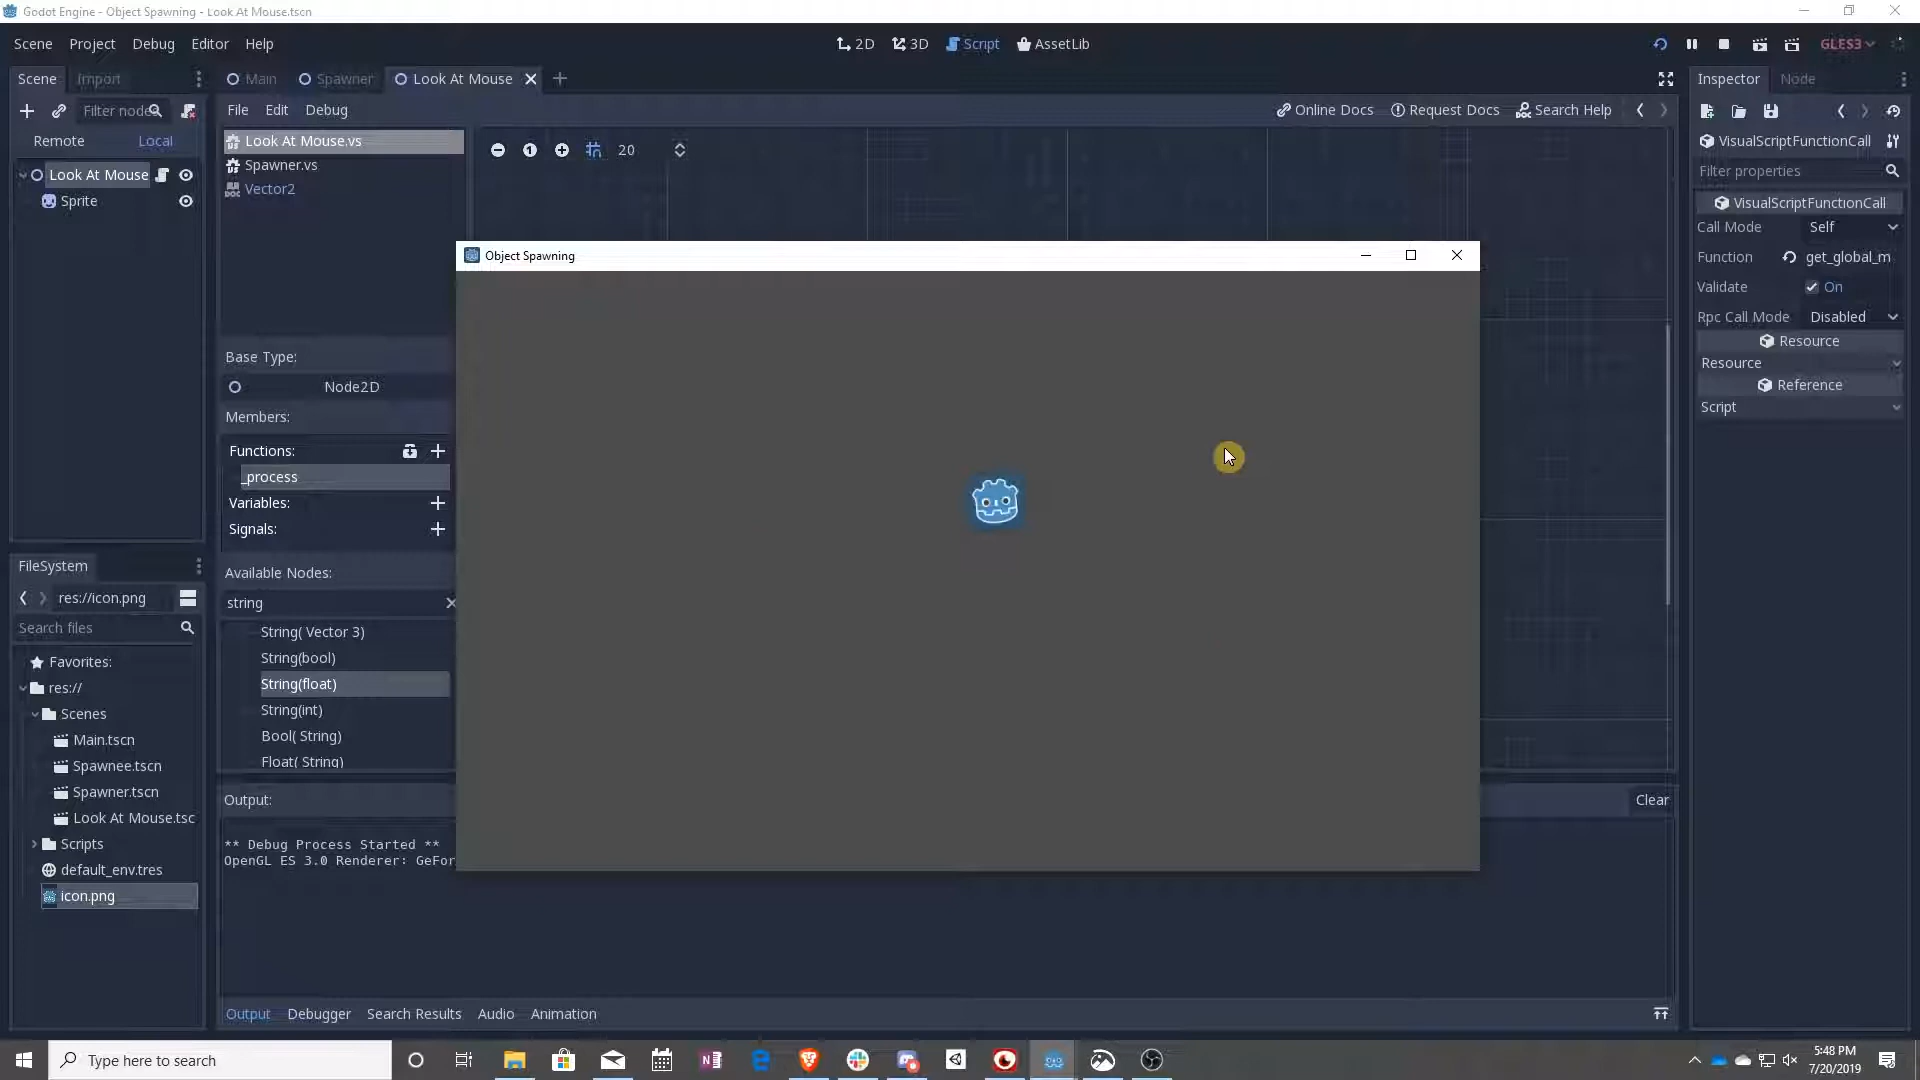 Godot Engine - Object Spawning - Look At Mouse.tscn
Scene Project Debug Editor Help
2D 3D Script AssetLib
GLES3
Scene Import
Main Spawner Look At Mouse
Inspector Node
Filter nodes
File Edit Debug
Online Docs Request Docs Search Help
Remote Local
Look At Mouse.vs
20
VisualScriptFunctionCall
Spawner.vs
Filter properties
Look At Mouse
Vector2
Sprite
VisualScriptFunctionCall
Call Mode Self
Object Spawning
Function get_global_m
Validate On
Rpc Call Mode Disabled
Resource
Resource
Reference
Script
Base Type:
Node2D
Members:
Functions:
_process
Variables:
Signals:
FileSystem
Available Nodes:
res://icon.png
string
Search files
String( Vector 3)
String(bool)
String(float)
String(int)
Bool( String)
Float( String)
Favorites:
res://
Scenes
Main.tscn
Spawnee.tscn
Spawner.tscn
Look At Mouse.tsc
Scripts
default_env.tres
icon.png
Output:
Clear
** Debug Process Started **
OpenGL ES 3.0 Renderer: GeFor
Output Debugger Search Results Audio Animation
Type here to search
5:48 PM
7/20/2019